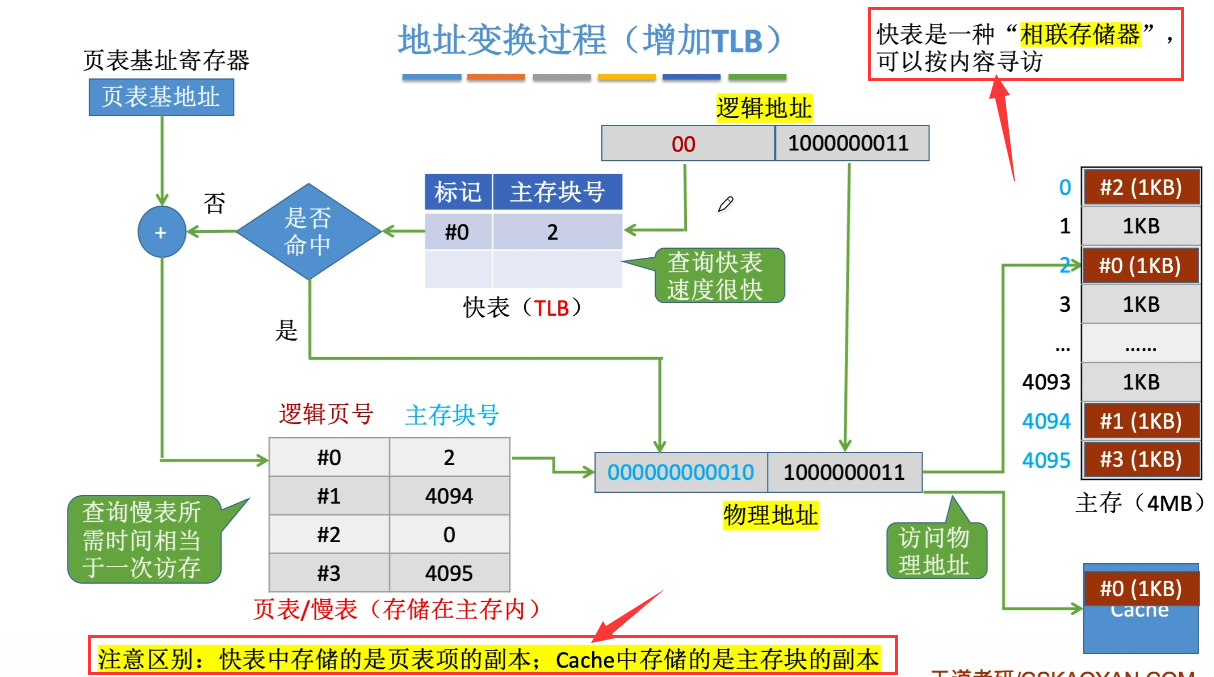 地址变换过程（增加TLB）
快表是一种“相联存储器”，
可以按内容寻访
页表基址寄存器
页表基地址
逻辑地址
00 1000000011
否
+
是否
命中
标记 主存块号
#0 2
查询快表
速度很快
快表（TLB）
是
0 #2 (1KB)
1 1KB
2 #0 (1KB)
3 1KB
... ......
4093 1KB
4094 #1 (1KB)
4095 #3 (1KB)
主存（4MB）
逻辑页号 主存块号
#0 2
#1 4094
#2 0
#3 4095
页表/慢表（存储在主存内）
查询慢表所
需时间相当
于一次访存
000000000010 1000000011
物理地址
访问物
理地址
#0 (1KB)
Cache
注意区别：快表中存储的是页表项的副本；Cache中存储的是主存块的副本
王道考研/CSKAOYAN.COM